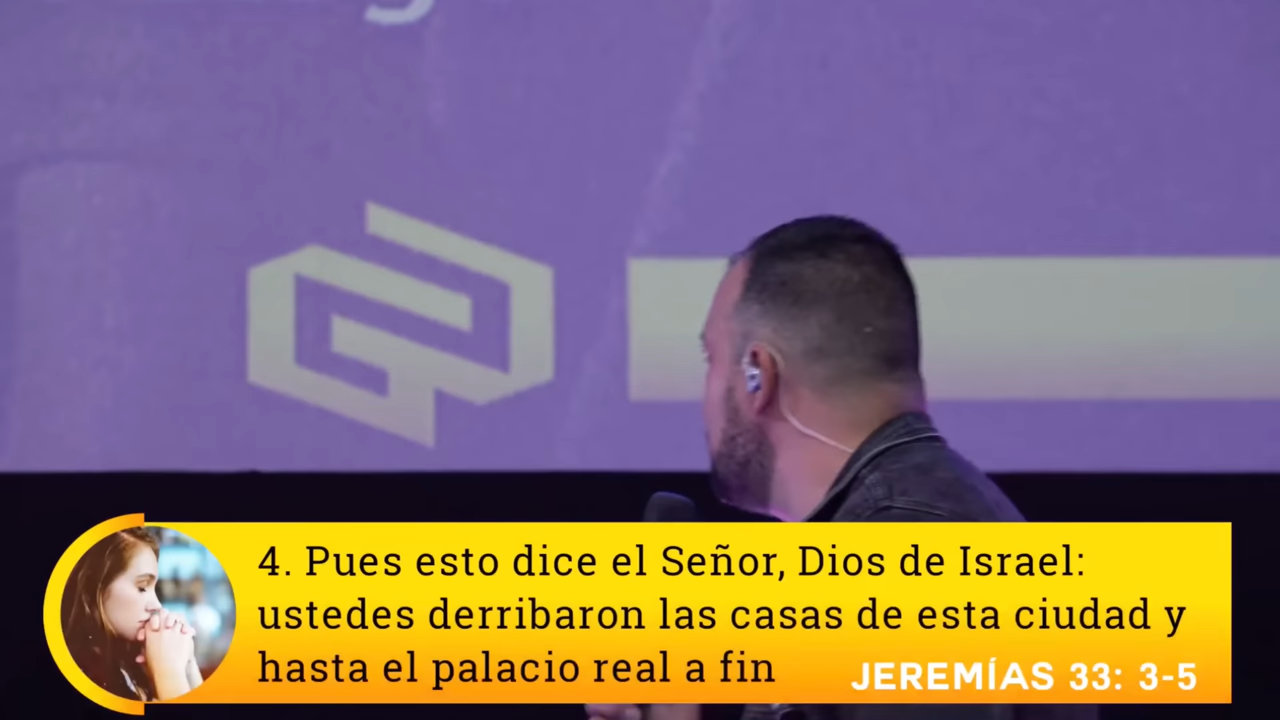 4. Pues esto dice el Señor, Dios de Israel:
ustedes derribaron las casas de esta ciudad y
hasta el palacio real a fin
JEREMÍAS 33: 3-5